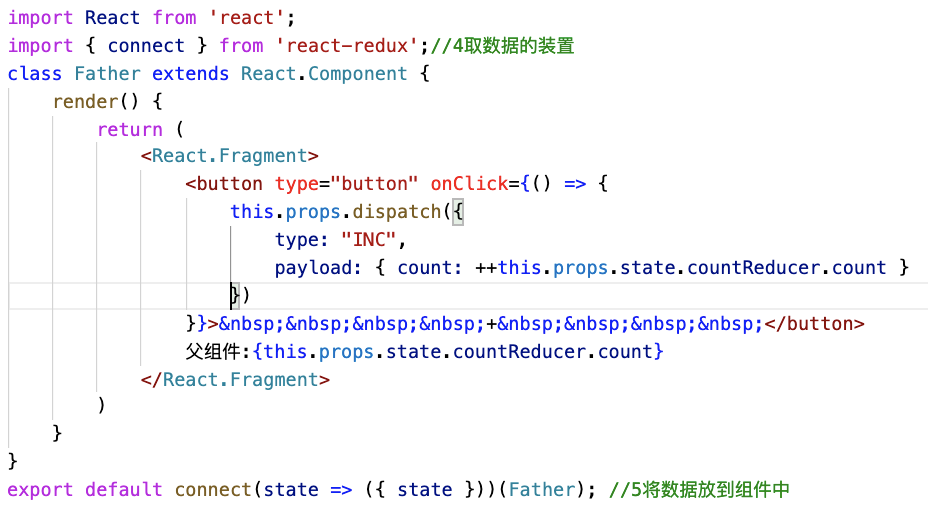 import React from 'react';
import { connect } from 'react-redux';//4取数据的装置
class Father extends React.Component {
    render() {
        return (
            <React.Fragment>
                <button type="button" onClick={() => {
                    this.props.dispatch({
                        type: "INC",
                        payload: { count: ++this.props.state.countReducer.count }
                    })
                }}>&nbsp;&nbsp;&nbsp;&nbsp;+&nbsp;&nbsp;&nbsp;&nbsp;</button>
                父组件:{this.props.state.countReducer.count}
            </React.Fragment>
        )
    }
}
export default connect(state => ({ state }))(Father); //5将数据放到组件中